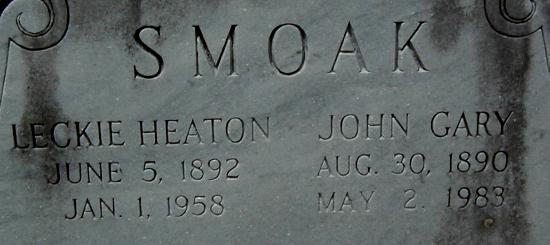 SMOAK
LECKIE HEATON JOHN GARY
JUNE 5, 1892 AUG. 30, 1890
JAN. 1, 1958 MAY 2. 1983